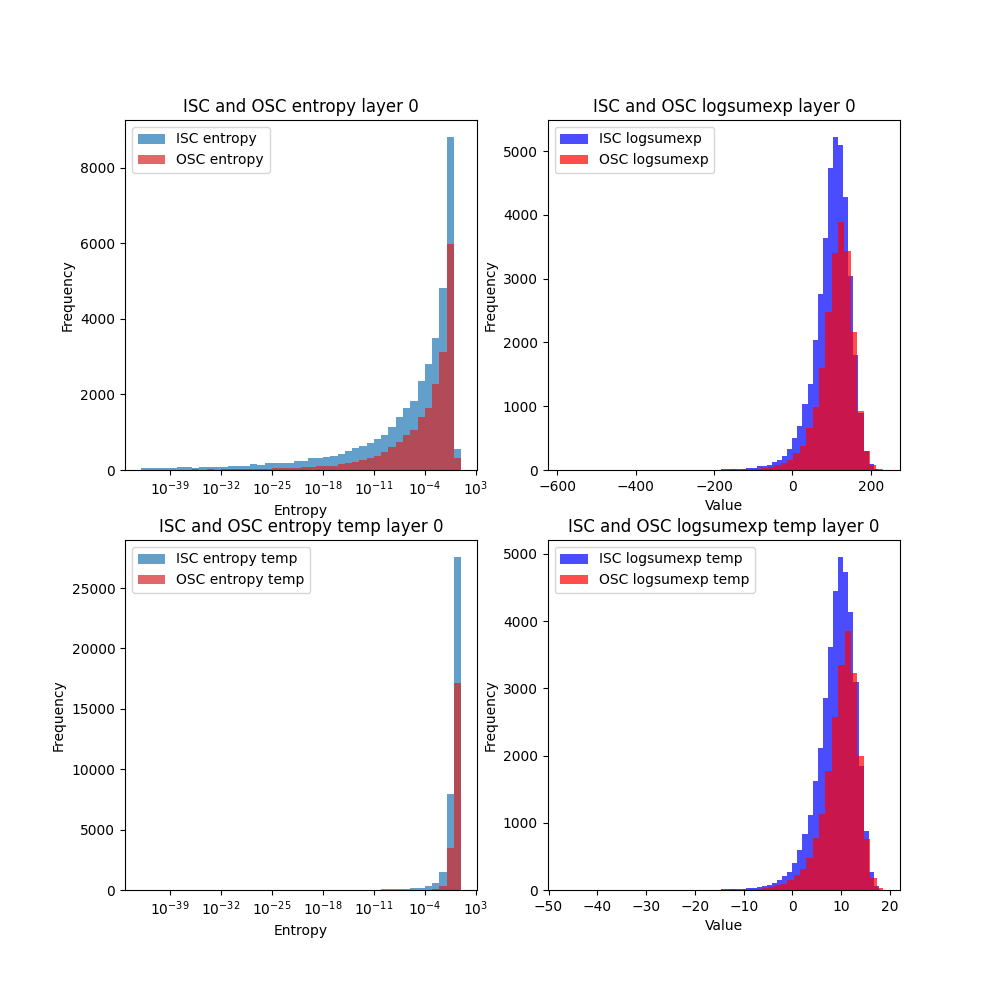 ISC and OSC entropy layer 0
ISC entropy
OSC entropy
Frequency
8000
6000
4000
2000
0
10⁻³⁹ 10⁻³² 10⁻²⁵ 10⁻¹⁸ 10⁻¹¹ 10⁻⁴ 10³
Entropy
ISC and OSC logsumexp layer 0
ISC logsumexp
OSC logsumexp
Frequency
5000
4000
3000
2000
1000
0
−600 −400 −200 0 200
Value
ISC and OSC entropy temp layer 0
ISC entropy temp
OSC entropy temp
Frequency
25000
20000
15000
10000
5000
0
10⁻³⁹ 10⁻³² 10⁻²⁵ 10⁻¹⁸ 10⁻¹¹ 10⁻⁴ 10³
Entropy
ISC and OSC logsumexp temp layer 0
ISC logsumexp temp
OSC logsumexp temp
Frequency
5000
4000
3000
2000
1000
0
−50 −40 −30 −20 −10 0 10 20
Value